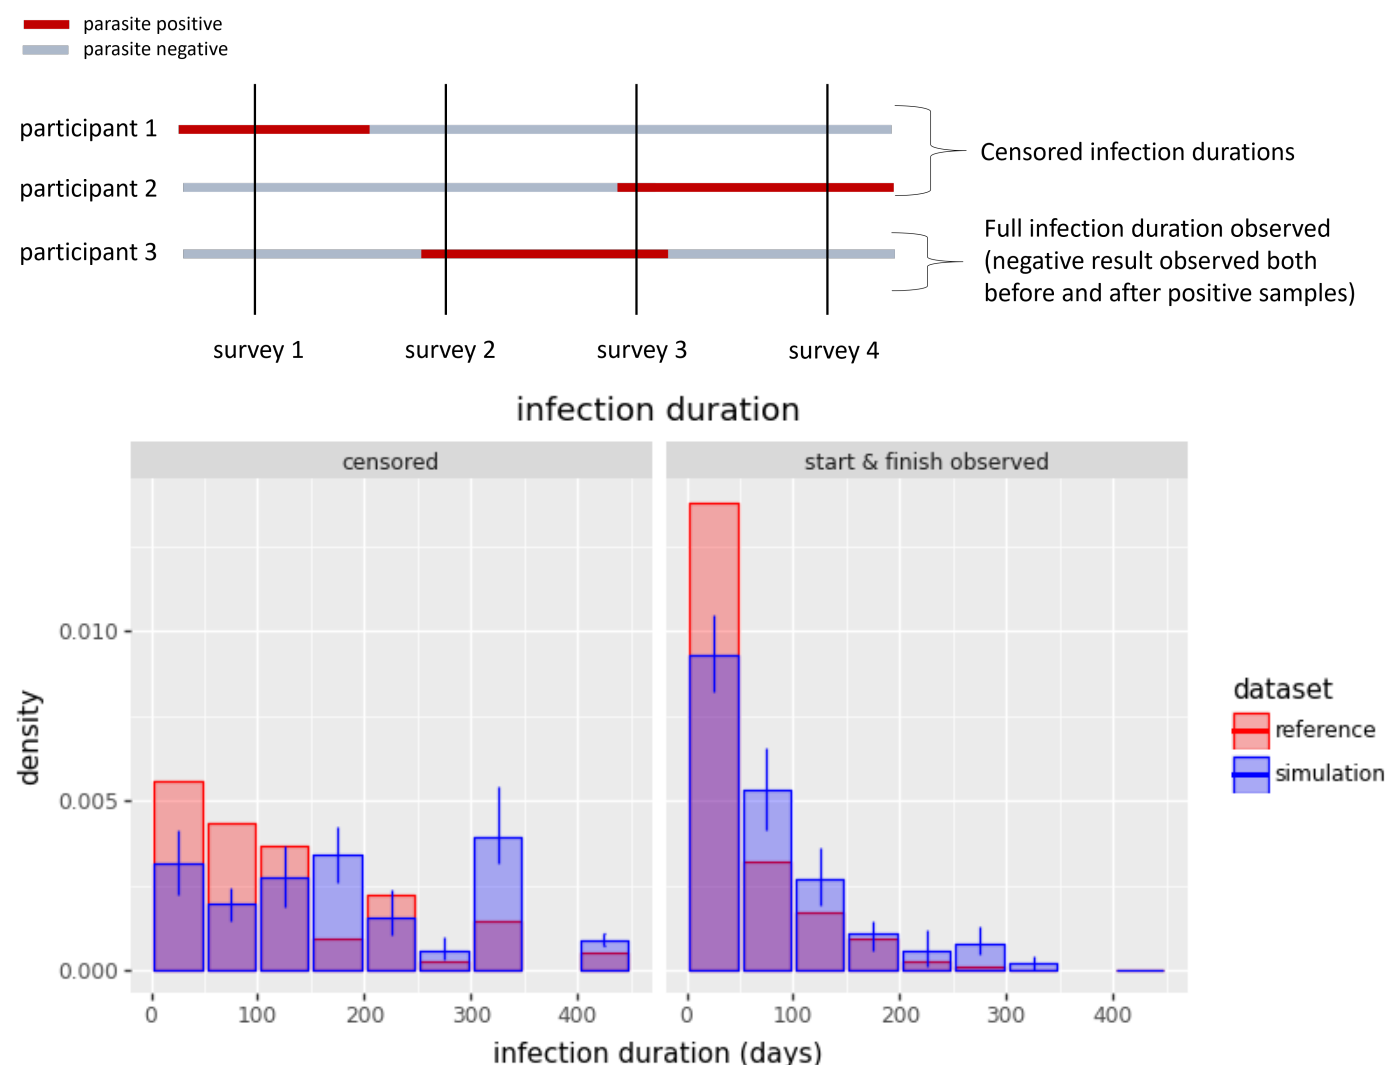 parasite positive
parasite negative
participant 1
participant 2
participant 3
Censored infection durations
Full infection duration observed
(negative result observed both
before and after positive samples)
survey 1 survey 2 survey 3 survey 4
infection duration
censored start & finish observed
0.010
0.005
0.000
density
0 100 200 300 400 0 100 200 300 400
infection duration (days)
dataset
reference
simulation